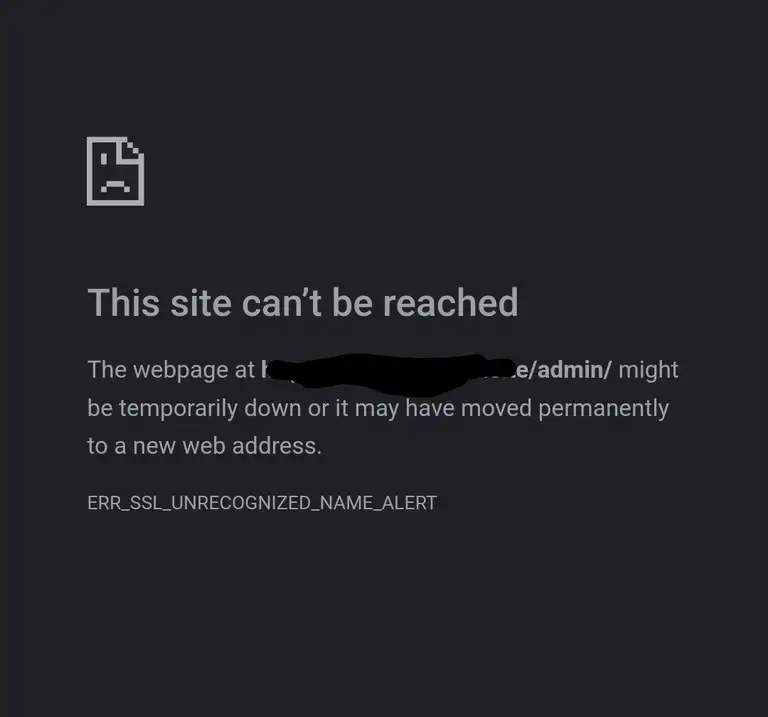 This site can’t be reached
The webpage at e/admin/ might
be temporarily down or it may have moved permanently
to a new web address.
ERR_SSL_UNRECOGNIZED_NAME_ALERT